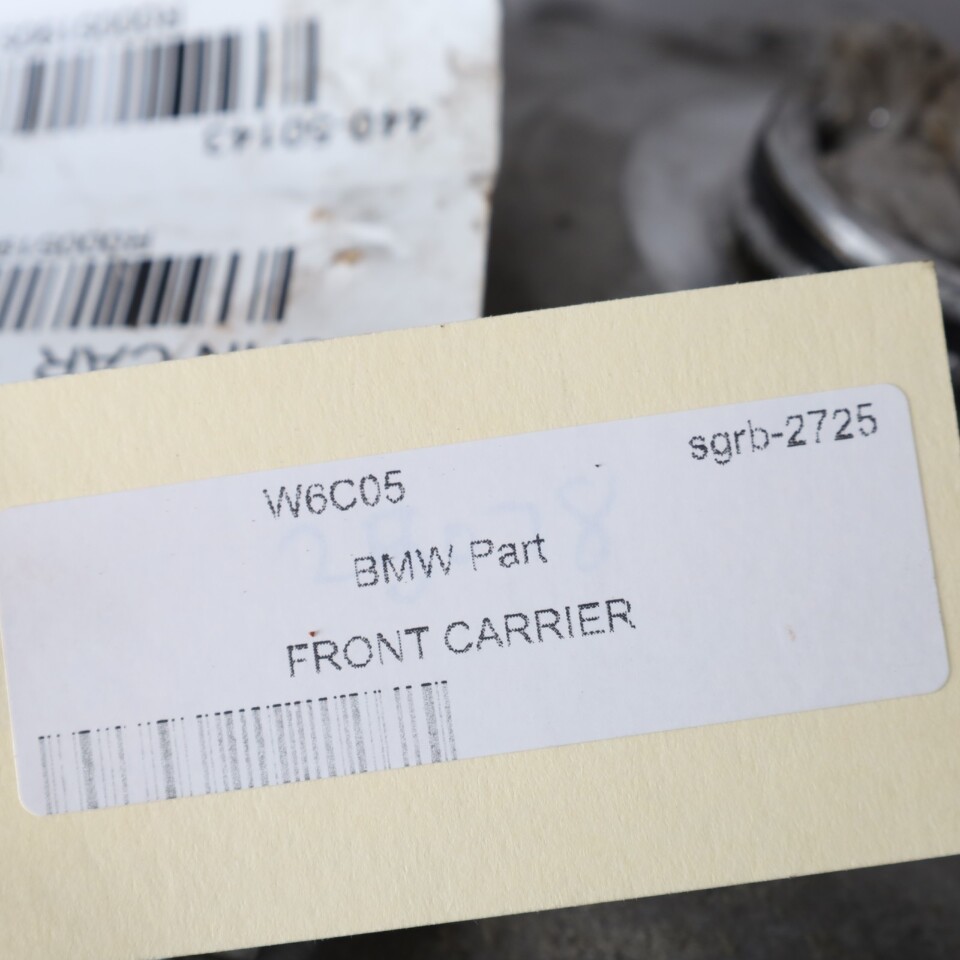 440 50143
W6C05
sgrb-2725
BMW Part
FRONT CARRIER